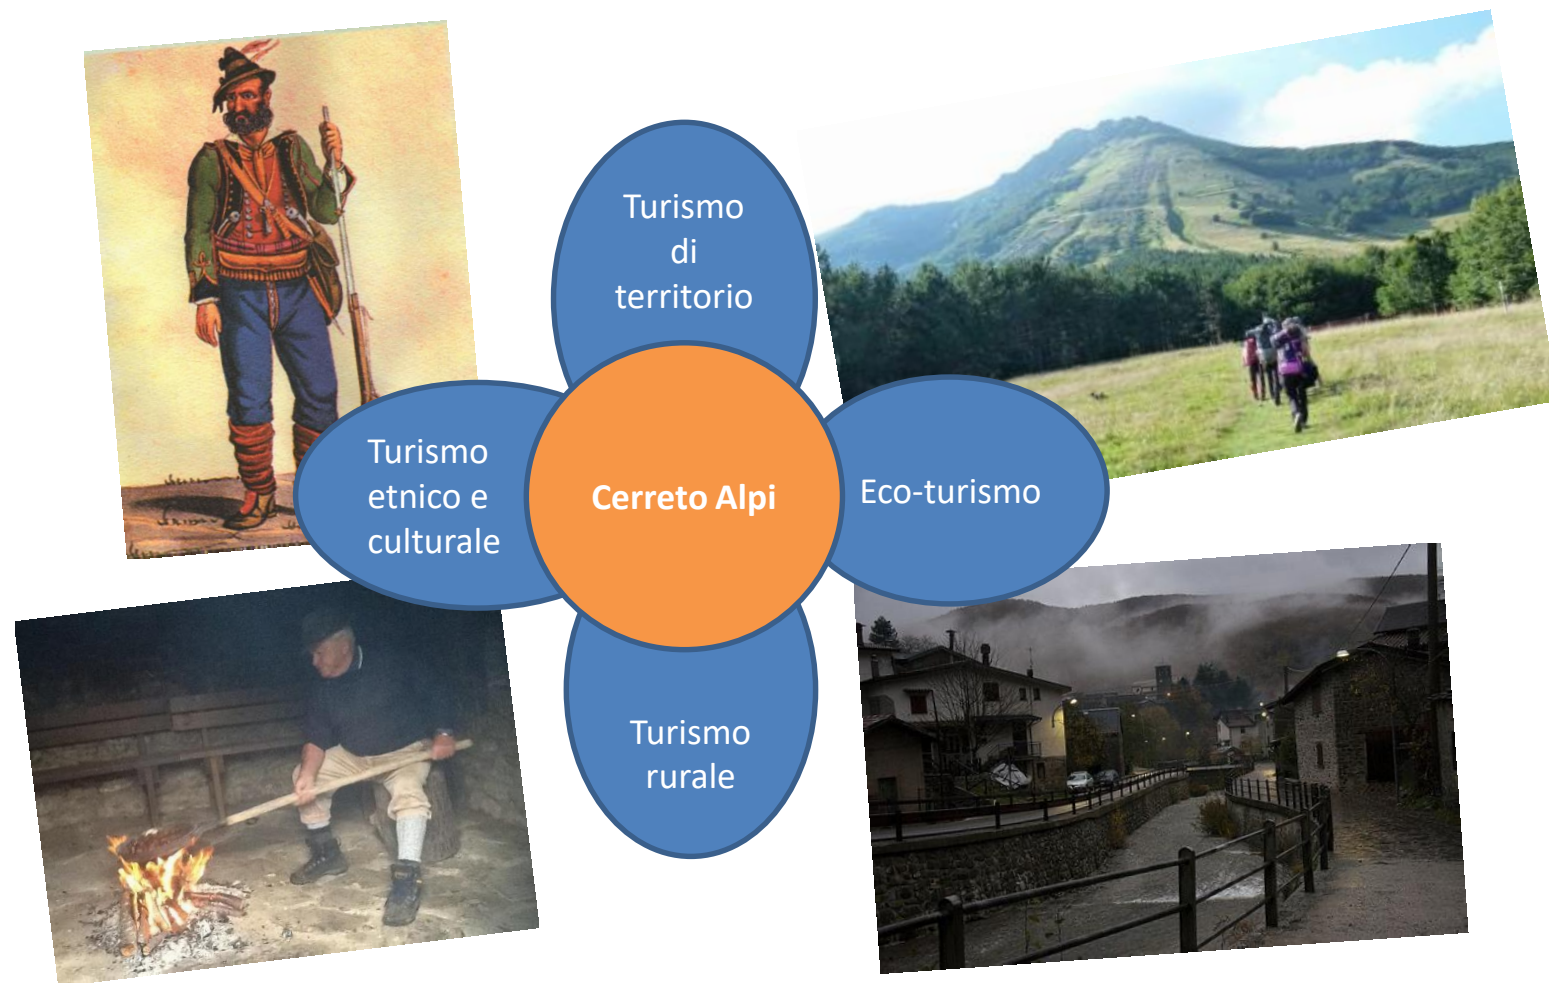 Turismo
di
territorio
Turismo
etnico e
culturale
Cerreto Alpi
Eco-turismo
Turismo
rurale